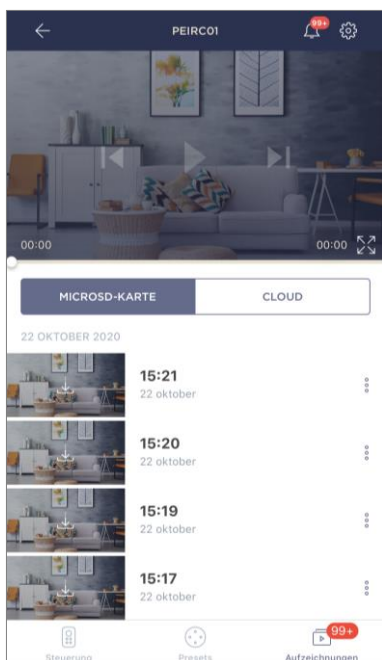 PEIRC01
99+
00:00
00:00
MICROSD-KARTE
CLOUD
22 OKTOBER 2020
15:21
22 oktober
15:20
22 oktober
15:19
22 oktober
15:17
22 oktober
99+
Steuerung
Presets
Aufzeichnungen